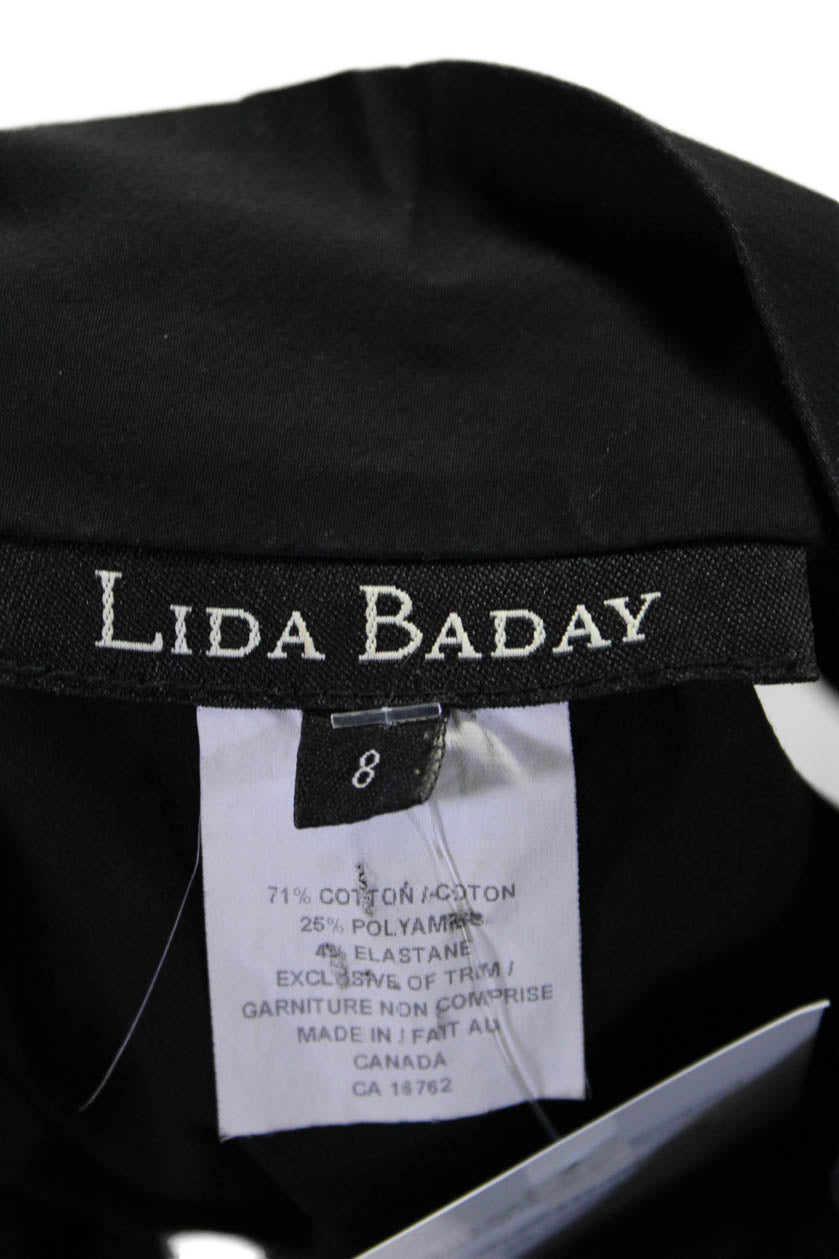 LIDA BADAY
8
71% COTTON / COTON
25% POLYAMIDE
4% ELASTANE
EXCLUSIVE OF TRIM /
GARNITURE NON COMPRISE
MADE IN / FAIT AU
CANADA
CA 16762